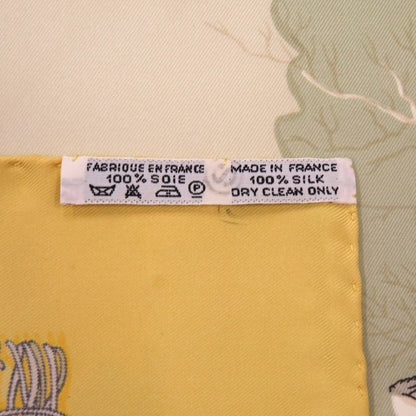 FABRIQUE EN FRANCE
100% SOIE
MADE IN FRANCE
100% SILK
DRY CLEAN ONLY